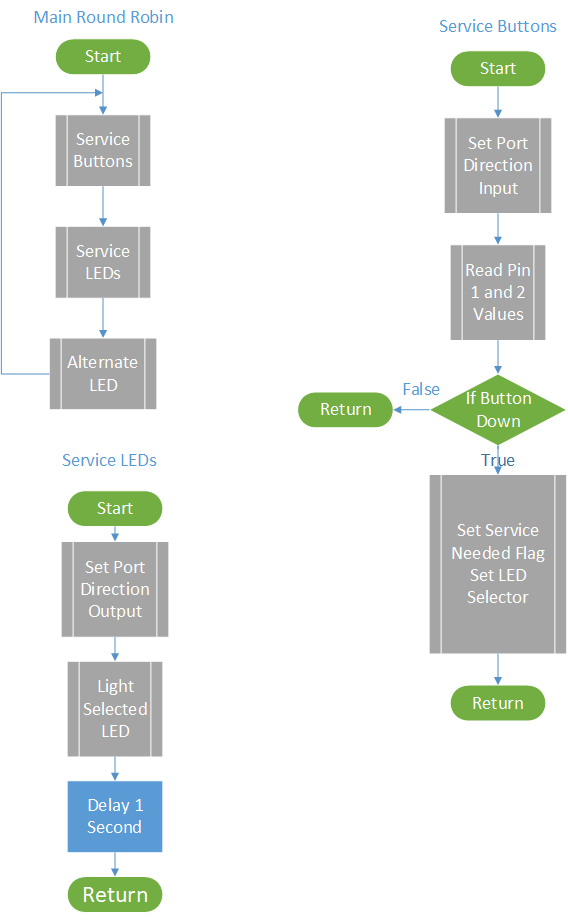 Main Round Robin
Start
Service
Buttons
Service
LEDs
Alternate
LED
Service LEDs
Start
Set Port
Direction
Output
Light
Selected
LED
Delay 1
Second
Return
Service Buttons
Start
Set Port
Direction
Input
Read Pin
1 and 2
Values
If Button
Down
False
Return
True
Set Service
Needed Flag
Set LED
Selector
Return